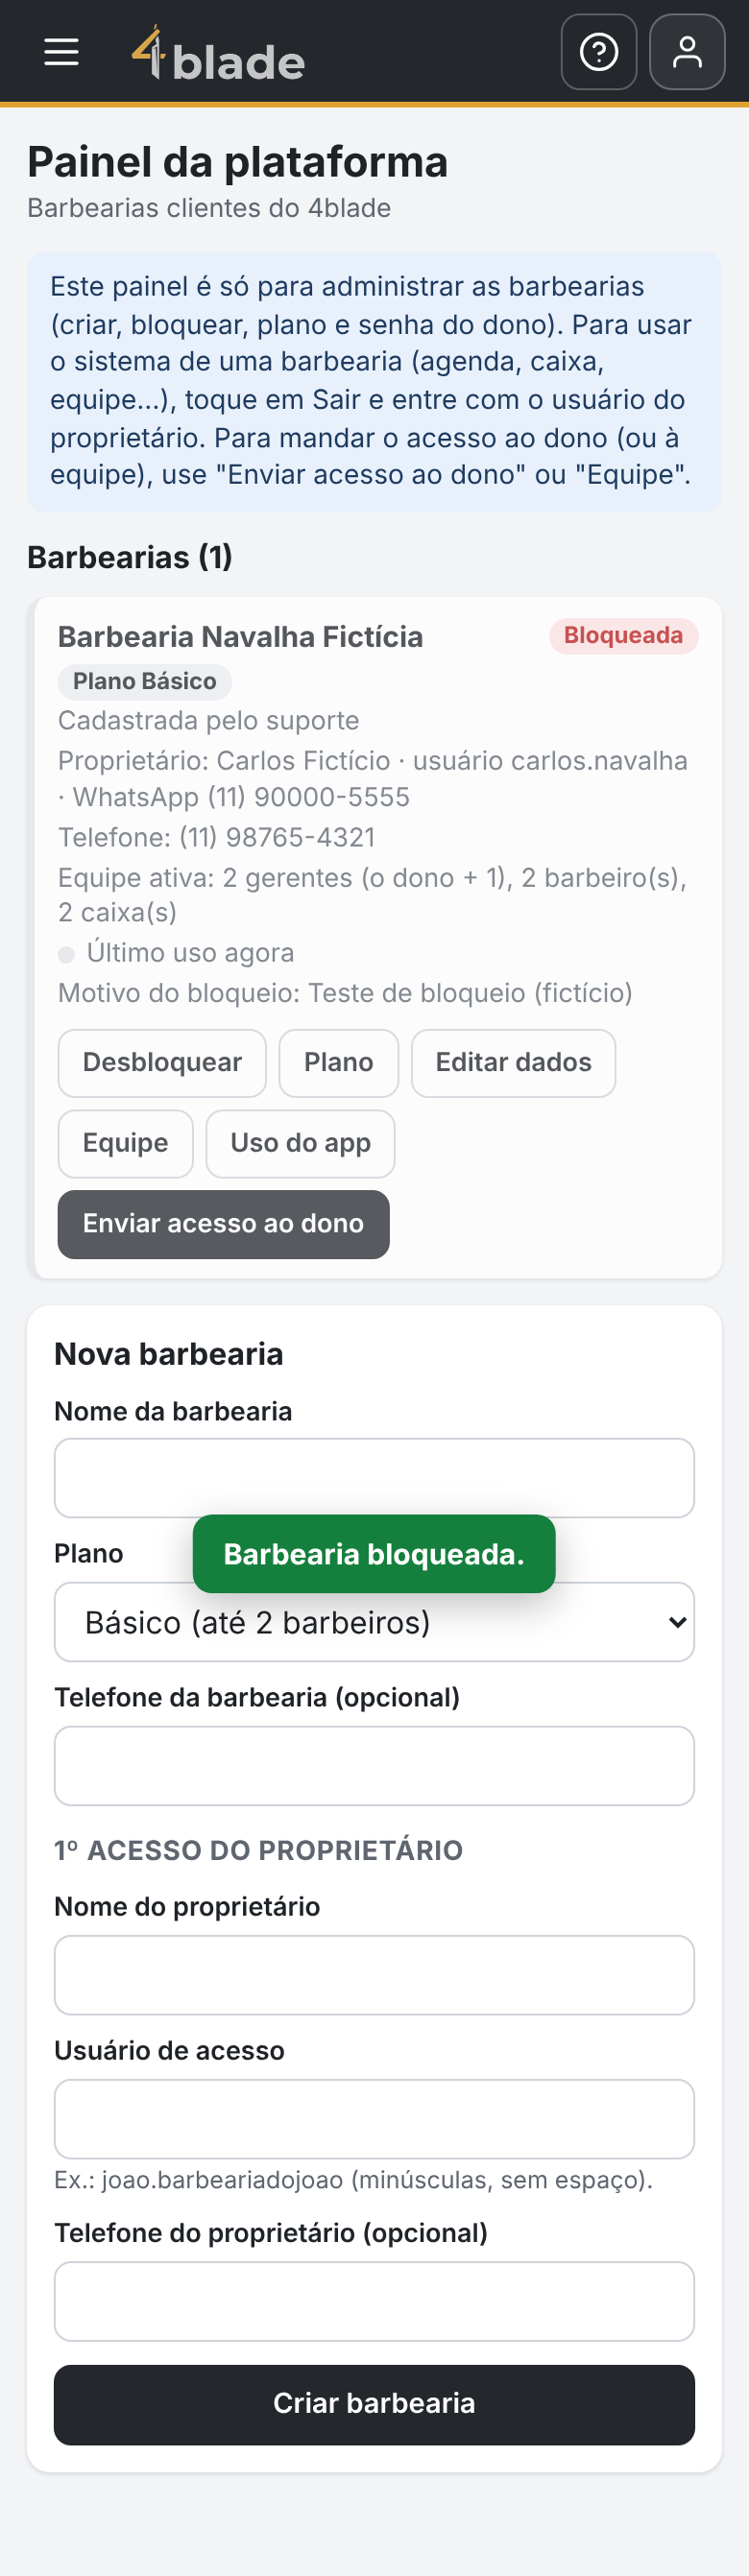 4blade
Painel da plataforma
Barbearias clientes do 4blade
Este painel é só para administrar as barbearias
(criar, bloquear, plano e senha do dono). Para usar
o sistema de uma barbearia (agenda, caixa,
equipe...), toque em Sair e entre com o usuário do
proprietário. Para mandar o acesso ao dono (ou à
equipe), use "Enviar acesso ao dono" ou "Equipe".
Barbearias (1)
Barbearia Navalha Fictícia
Bloqueada
Plano Básico
Cadastrada pelo suporte
Proprietário: Carlos Fictício · usuário carlos.navalha
· WhatsApp (11) 90000-5555
Telefone: (11) 98765-4321
Equipe ativa: 2 gerentes (o dono + 1), 2 barbeiro(s),
2 caixa(s)
Último uso agora
Motivo do bloqueio: Teste de bloqueio (fictício)
Desbloquear
Plano
Editar dados
Equipe
Uso do app
Enviar acesso ao dono
Nova barbearia
Nome da barbearia
Plano
Barbearia bloqueada.
Básico (até 2 barbeiros)
Telefone da barbearia (opcional)
1º ACESSO DO PROPRIETÁRIO
Nome do proprietário
Usuário de acesso
Ex.: joao.barbeariadojoao (minúsculas, sem espaço).
Telefone do proprietário (opcional)
Criar barbearia